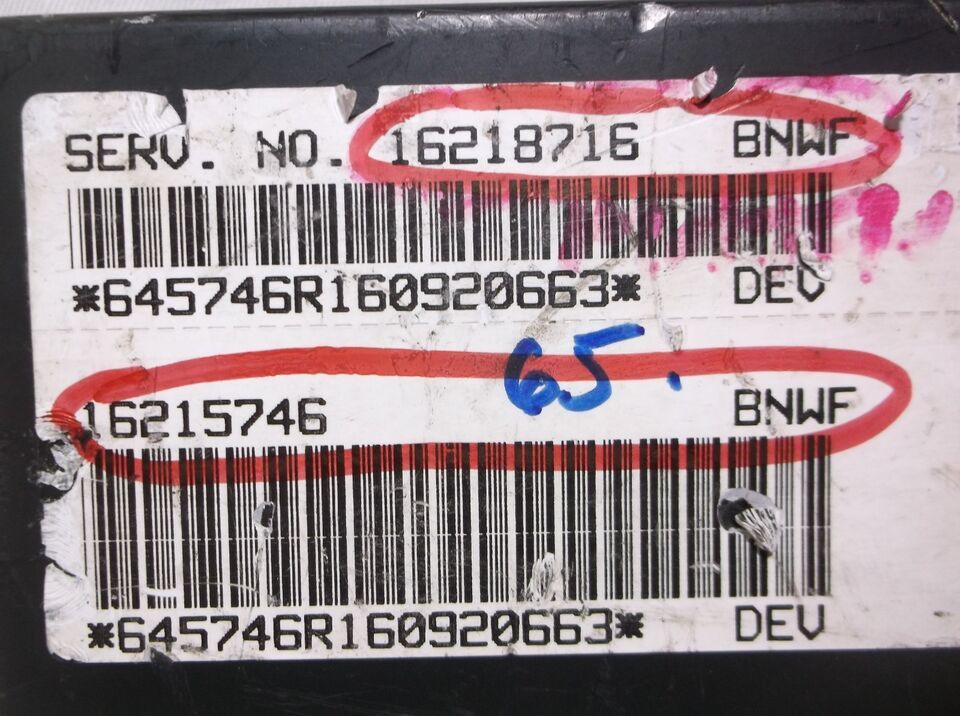 SERV. NO. 16218716 BNWF
*645746R160920663* DEV
65.
16215746 BNWF
*645746R160920663* DEV